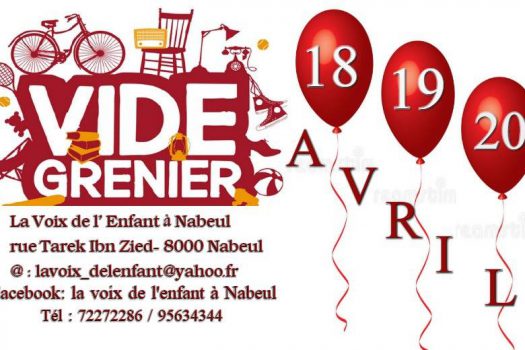 VIDE
GRENIER
La Voix de l' Enfant à Nabeul
rue Tarek Ibn Zied- 8000 Nabeul
@ : lavoix_delenfant@yahoo.fr
acebook: la voix de l'enfant à Nabeul
Tél : 72272286 / 95634344
18 19 20
AVRIL